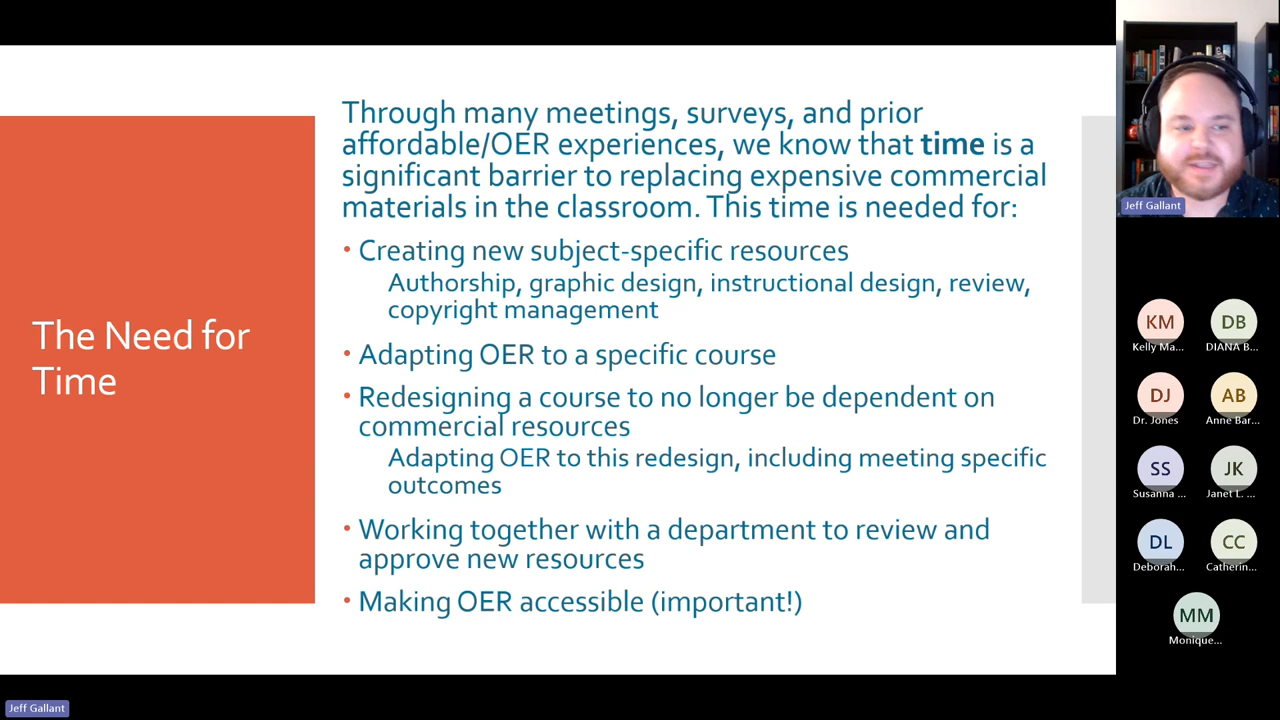 The Need for
Time
Through many meetings, surveys, and prior
affordable/OER experiences, we know that time is a
significant barrier to replacing expensive commercial
materials in the classroom. This time is needed for:
• Creating new subject-specific resources
Authorship, graphic design, instructional design, review,
copyright management
• Adapting OER to a specific course
• Redesigning a course to no longer be dependent on
commercial resources
Adapting OER to this redesign, including meeting specific
outcomes
• Working together with a department to review and
approve new resources
• Making OER accessible (important!)
Jeff Gallant
KM
Kelly Ma...
DB
DIANA B...
DJ
Dr. Jones
AB
Anne Bar...
SS
Susanna ...
JK
Janet L. ...
DL
Deborah...
CC
Catherin...
MM
Monique...
Jeff Gallant